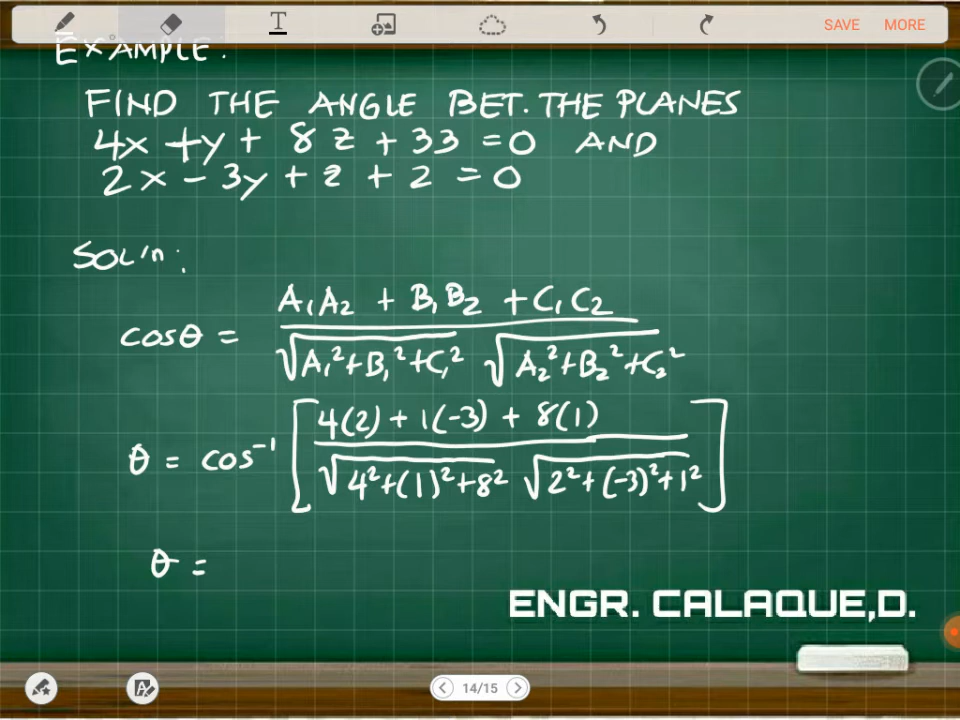 T
SAVE MORE
EXAMPLE:
FIND THE ANGLE BET. THE PLANES
4x + y + 8z + 33 = 0 AND
2x - 3y + z + 2 = 0
SOL'n:
cosθ = A₁A₂ + B₁B₂ + C₁C₂ / √A₁²+B₁²+C₁² √A₂²+B₂²+C₂²
θ = cos⁻¹ [ 4(2) + 1(-3) + 8(1) / √4²+(1)²+8² √2²+(-3)²+1² ]
θ =
ENGR. CALAQUE,D.
14/15